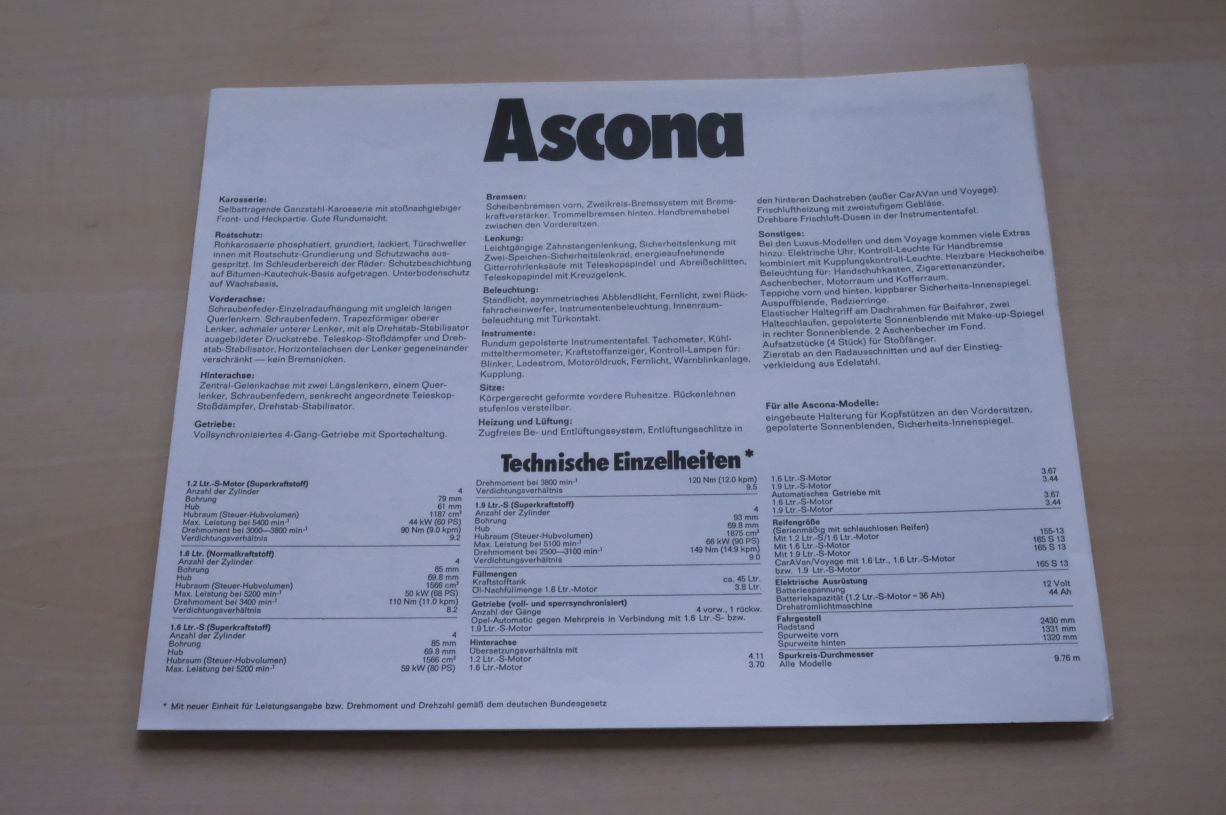 Ascona
Karosserie:
Selbsttragende Ganzstahl-Karosserie mit stoßnachgiebiger
Front- und Heckpartie. Gute Rundumsicht.
Rostschutz:
Rohkarosserie phosphatiert, grundiert, lackiert, Türschweller
innen mit Rostschutz-Grundierung und Schutzwachs aus-
gespritzt. Im Schleuderbereich der Räder: Schutzbeschichtung
auf Bitumen-Kautschuk-Basis aufgetragen. Unterbodenschutz
auf Wachsbasis.
Vorderachse:
Schraubenfeder-Einzelradaufhängung mit ungleich langen
Querlenkern. Schraubenfedern. Trapezförmiger oberer
Lenker, schmaler unterer Lenker, mit als Drehstab-Stabilisator
ausgebildeter Druckstrebe. Teleskop-Stoßdämpfer und Dreh-
stab-Stabilisator, Horizontalachsen der Lenker gegeneinander
verschränkt — kein Bremsnicken.
Hinterachse:
Zentral-Gelenkachse mit zwei Längslenkern, einem Quer-
lenker, Schraubenfedern, senkrecht angeordnete Teleskop-
Stoßdämpfer, Drehstab-Stabilisator.
Getriebe:
Vollsynchronisiertes 4-Gang-Getriebe mit Sportschaltung.
Bremsen:
Scheibenbremsen vorn, Zweikreis-Bremssystem mit Brems-
kraftverstärker, Trommelbremsen hinten. Handbremshebel
zwischen den Vordersitzen.
Lenkung:
Leichtgängige Zahnstangenlenkung, Sicherheitslenkung mit
Zwei-Speichen-Sicherheitslenkrad, energieaufnehmende
Gitterrohrlenksäule mit Teleskopspindel und Abreißschlitten,
Teleskopspindel mit Kreuzgelenk.
Beleuchtung:
Standlicht, asymmetrisches Abblendlicht, Fernlicht, zwei Rück-
fahrscheinwerfer, Instrumentenbeleuchtung, Innenraum-
beleuchtung mit Türkontakt.
Instrumente:
Rundum gepolsterte Instrumententafel. Tachometer, Kühl-
mittelthermometer, Kraftstoffanzeiger, Kontroll-Lampen für:
Blinker, Ladestrom, Motoröldruck, Fernlicht, Warnblinkanlage,
Kupplung.
Sitze:
Körpergerecht geformte vordere Ruhesitze. Rückenlehnen
stufenlos verstellbar.
Heizung und Lüftung:
Zugfreies Be- und Entlüftungssystem, Entlüftungsschlitze in
den hinteren Dachstreben (außer CarAVan und Voyage).
Frischluftheizung mit zweistufigem Gebläse.
Drehbare Frischluft-Düsen in der Instrumententafel.
Sonstiges:
Bei den Luxus-Modellen und dem Voyage kommen viele Extras
hinzu: Elektrische Uhr, Kontroll-Leuchte für Handbremse
kombiniert mit Kupplungskontroll-Leuchte. Heizbare Heckscheibe
Beleuchtung für: Handschuhkasten, Zigarettenanzünder,
Aschenbecher, Motorraum und Kofferraum.
Teppiche vorn und hinten, kippbarer Sicherheits-Innenspiegel.
Auspuffblende, Radzierringe.
Elastischer Haltegriff am Dachrahmen für Beifahrer, zwei
Halteschlaufen, gepolsterte Sonnenblende mit Make-up-Spiegel
in rechter Sonnenblende. 2 Aschenbecher im Fond.
Aufsatzstücke (4 Stück) für Stoßfänger.
Zierstab an den Radausschnitten und auf der Einstieg-
verkleidung aus Edelstahl.
Für alle Ascona-Modelle:
eingebaute Halterung für Kopfstützen an den Vordersitzen,
gepolsterte Sonnenblenden, Sicherheits-Innenspiegel.
Technische Einzelheiten*
1.2 Ltr.-S-Motor (Superkraftstoff)
Anzahl der Zylinder 4
Bohrung 79 mm
Hub 61 mm
Hubraum (Steuer-Hubvolumen) 1187 cm³
Max. Leistung bei 5400 min-¹ 44 kW (60 PS)
Drehmoment bei 3000—3800 min-¹ 90 Nm (9.0 kpm)
Verdichtungsverhältnis 9.2
1.6 Ltr. (Normalkraftstoff)
Anzahl der Zylinder 4
Bohrung 85 mm
Hub 69.8 mm
Hubraum (Steuer-Hubvolumen) 1566 cm³
Max. Leistung bei 5200 min-¹ 50 kW (68 PS)
Drehmoment bei 3400 min-¹ 110 Nm (11.0 kpm)
Verdichtungsverhältnis 8.2
1.6 Ltr.-S (Superkraftstoff)
Anzahl der Zylinder 4
Bohrung 85 mm
Hub 69.8 mm
Hubraum (Steuer-Hubvolumen) 1566 cm³
Max. Leistung bei 5200 min-¹ 59 kW (80 PS)
Drehmoment bei 3800 min-¹ 120 Nm (12.0 kpm)
Verdichtungsverhältnis 9.5
1.9 Ltr.-S (Superkraftstoff)
Anzahl der Zylinder 4
Bohrung 93 mm
Hub 69.8 mm
Hubraum (Steuer-Hubvolumen) 1875 cm³
Max. Leistung bei 5100 min-¹ 66 kW (90 PS)
Drehmoment bei 2500—3100 min-¹ 149 Nm (14.9 kpm)
Verdichtungsverhältnis 9.0
Füllmengen
Kraftstofftank ca. 45 Ltr.
Öl-Nachfüllmenge 1.6 Ltr.-Motor 3.8 Ltr.
Getriebe (voll- und sperrsynchronisiert)
Anzahl der Gänge 4 vorw., 1 rückw.
Opel-Automatic gegen Mehrpreis in Verbindung mit 1.6 Ltr.-S- bzw.
1.9 Ltr.-S-Motor
Hinterachse
Übersetzungsverhältnis mit
1.2 Ltr.-S-Motor 4.11
1.6 Ltr.-Motor 3.70
1.6 Ltr.-S-Motor 3.67
1.9 Ltr.-S-Motor 3.44
Automatisches Getriebe mit
1.6 Ltr.-S-Motor 3.67
1.9 Ltr.-S-Motor 3.44
Reifengröße
(Serienmäßig mit schlauchlosen Reifen)
Mit 1.2 Ltr.-S/1.6 Ltr.-Motor 155-13
Mit 1.6 Ltr.-S-Motor 165 S 13
Mit 1.9 Ltr.-S-Motor 165 S 13
CarAVan/Voyage mit 1.6 Ltr., 1.6 Ltr.-S-Motor
bzw. 1.9 Ltr.-S-Motor 165 S 13
Elektrische Ausrüstung
Batteriespannung 12 Volt
Batteriekapazität (1.2 Ltr.-S-Motor = 36 Ah) 44 Ah
Drehstromlichtmaschine
Fahrgestell
Radstand 2430 mm
Spurweite vorn 1331 mm
Spurweite hinten 1320 mm
Spurkreis-Durchmesser
Alle Modelle 9.76 m
* Mit neuer Einheit für Leistungsangabe bzw. Drehmoment und Drehzahl gemäß dem deutschen Bundesgesetz